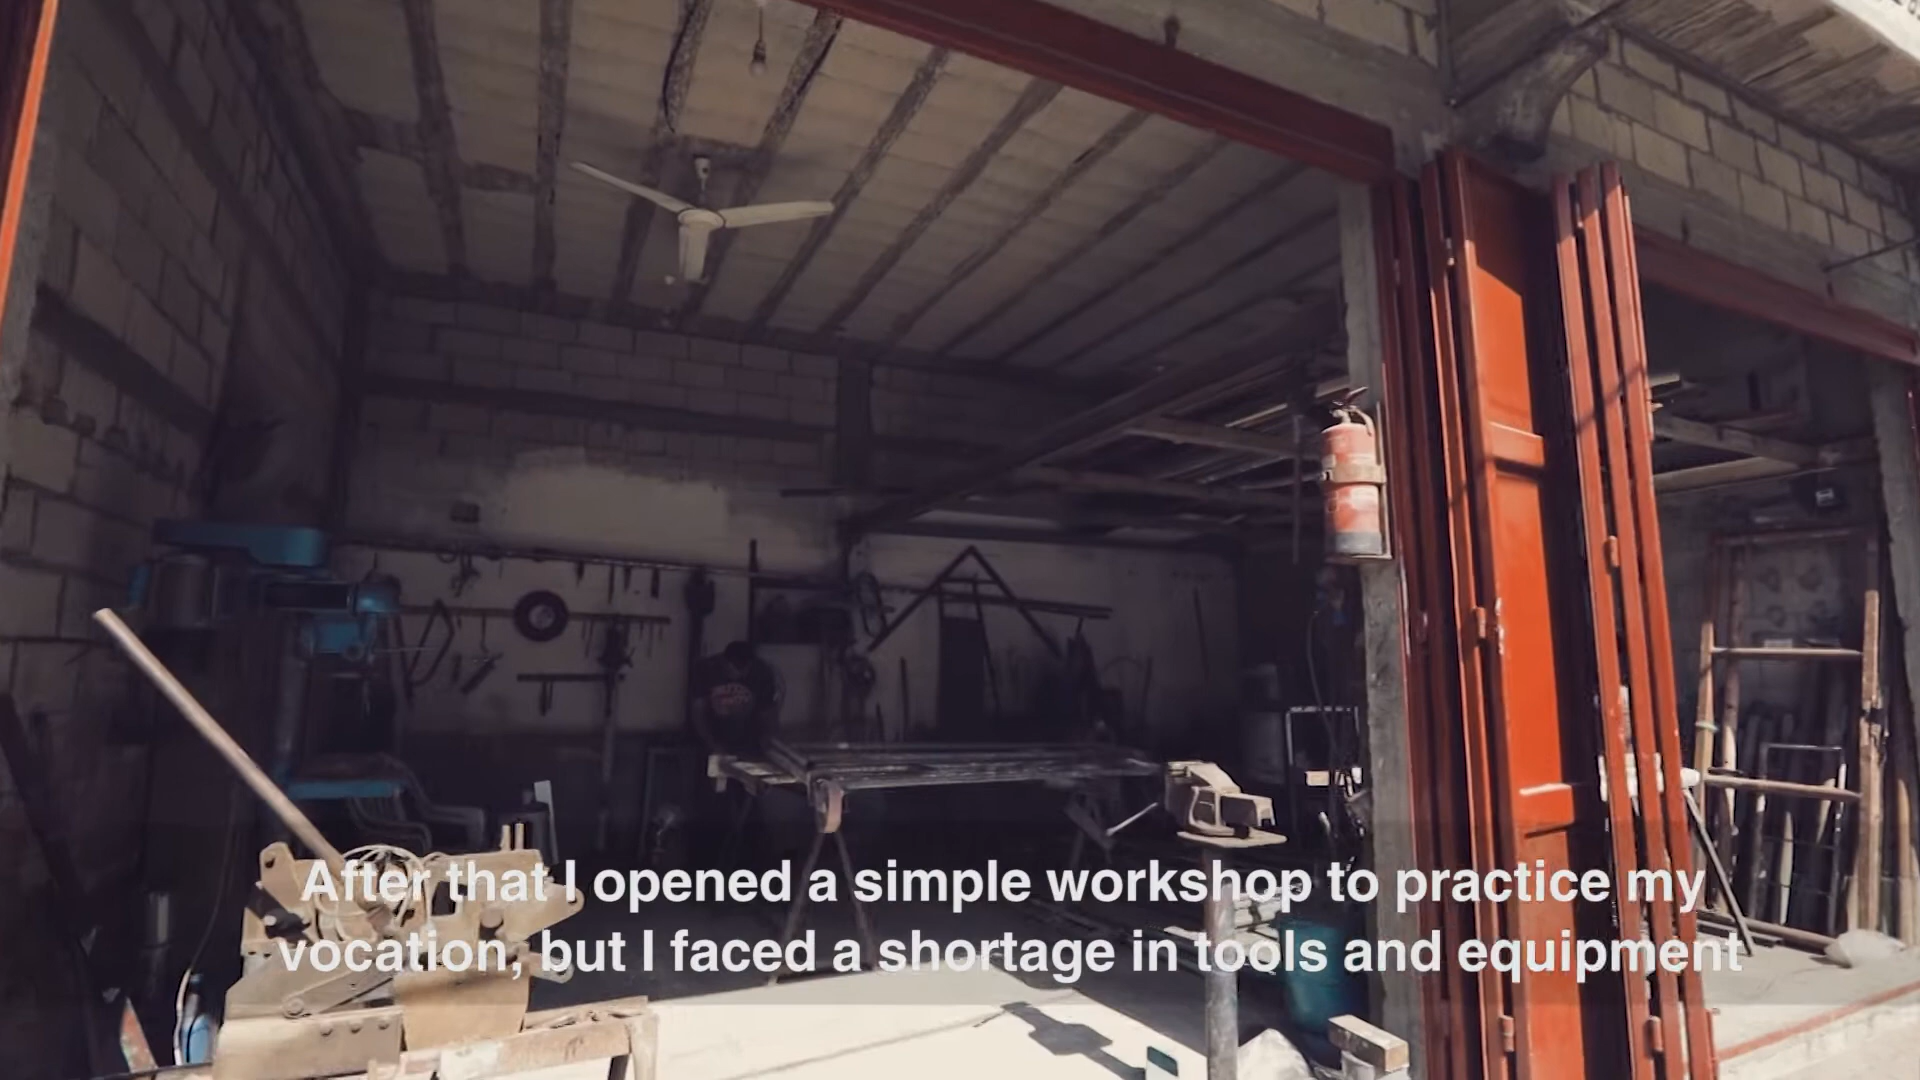 After that I opened a simple workshop to practice my
vocation, but I faced a shortage in tools and equipment